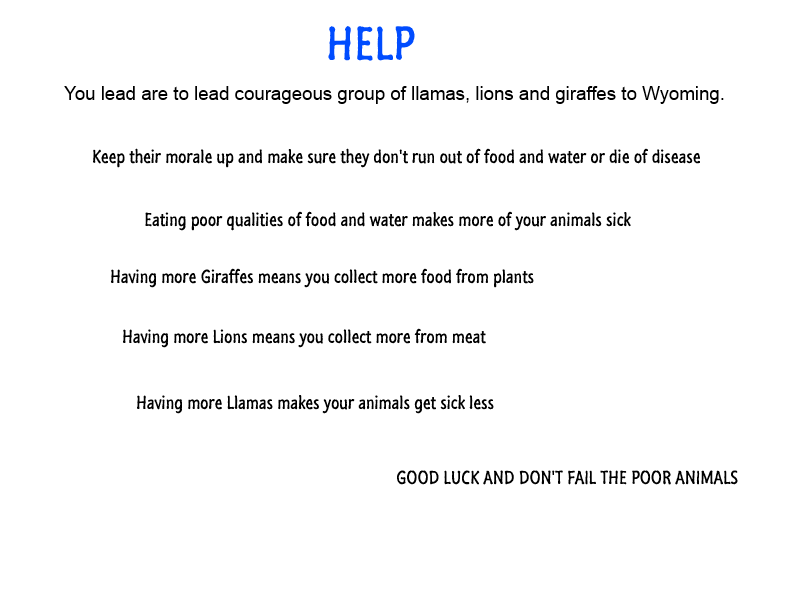 HELP
You lead are to lead courageous group of llamas, lions and giraffes to Wyoming.
Keep their morale up and make sure they don't run out of food and water or die of disease
Eating poor qualities of food and water makes more of your animals sick
Having more Giraffes means you collect more food from plants
Having more Lions means you collect more from meat
Having more Llamas makes your animals get sick less
GOOD LUCK AND DON'T FAIL THE POOR ANIMALS